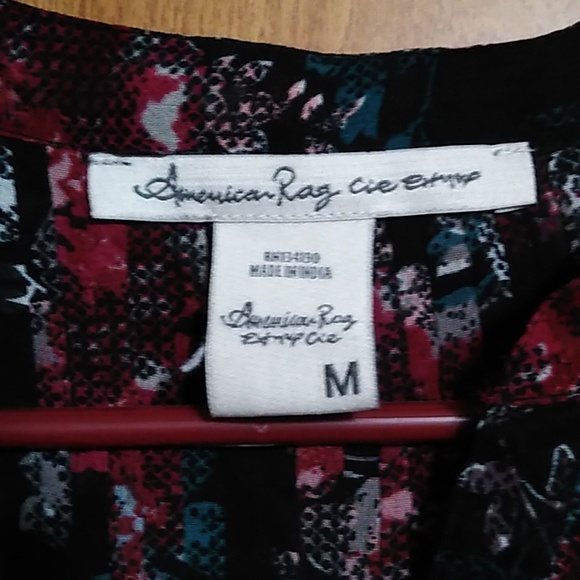 American Rag Cie
MADE IN INDIA
American Rag
Cie
M